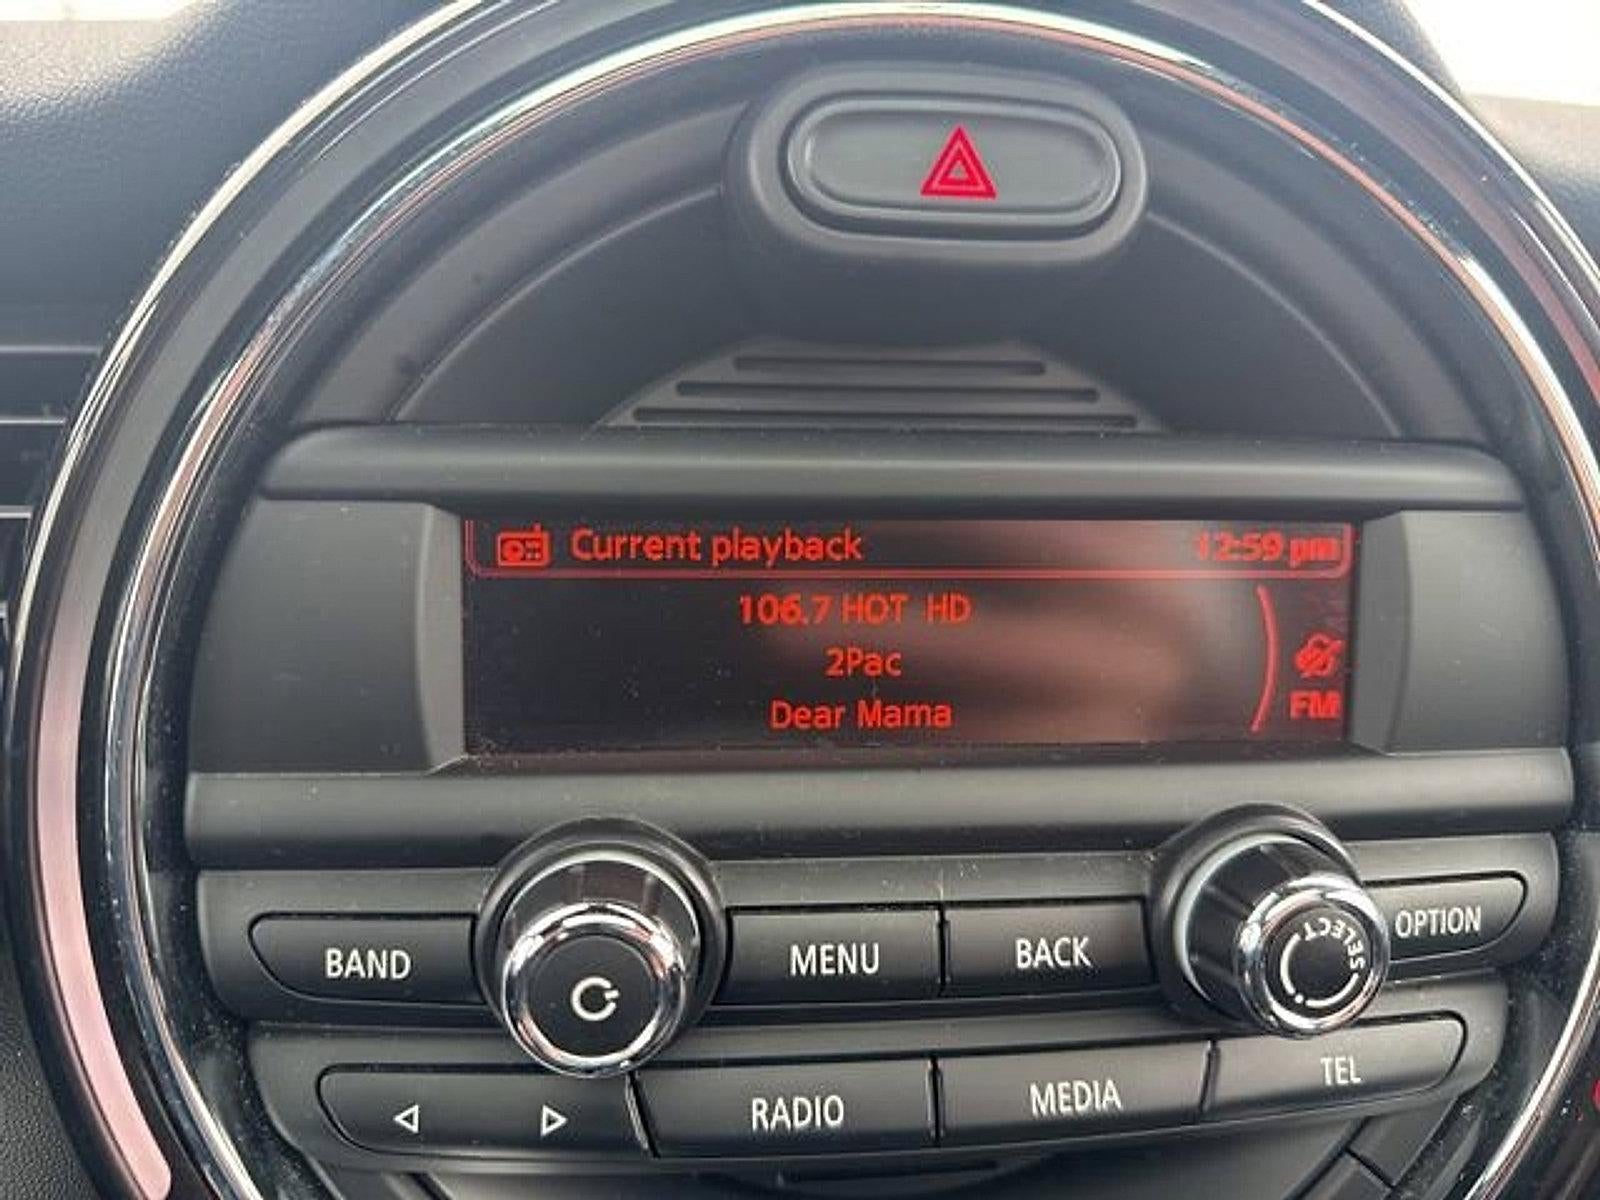 Current playback 12:59 pm
106.7 HOT HD
2Pac
Dear Mama
FM
BAND MENU BACK SELECT OPTION
RADIO MEDIA TEL